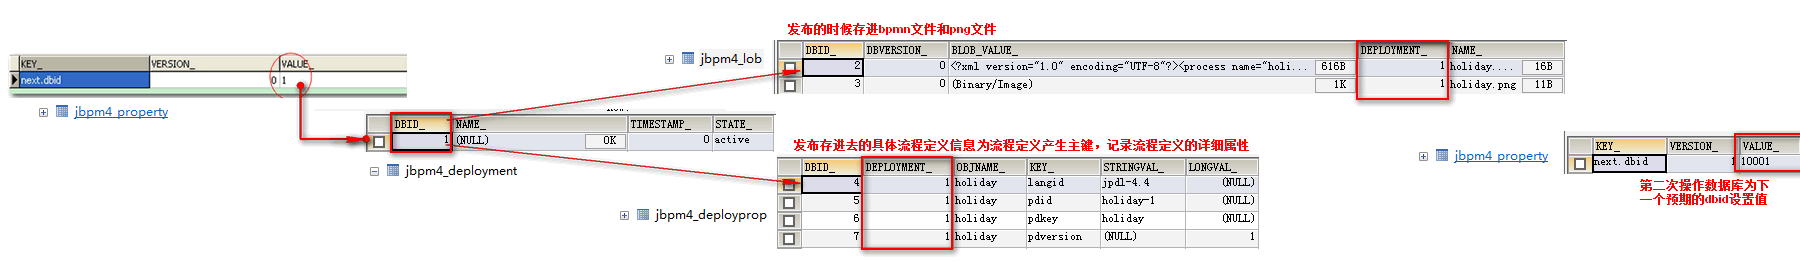 KEY_ VERSION_ VALUE_
next.dbid 0 1
jbpm4_property
DBID_ NAME_ TIMESTAMP_ STATE_
1 (NULL) OK 0 active
jbpm4_deployment
发布的时候存进bpmn文件和png文件
jbpm4_lob
DBID_ DBVERSION_ BLOB_VALUE_ DEPLOYMENT_ NAME_
2 0 <?xml version="1.0" encoding="UTF-8"?><process name="holi... 616B 1 holiday.... 16B
3 0 (Binary/Image) 1K 1 holiday.png 11B
发布存进去的具体流程定义信息为流程定义产生主键，记录流程定义的详细属性
jbpm4_deployprop
DBID_ DEPLOYMENT_ OBJNAME_ KEY_ STRINGVAL_ LONGVAL_
4 1 holiday langid jpdl-4.4 (NULL)
5 1 holiday pdid holiday-1 (NULL)
6 1 holiday pdkey holiday (NULL)
7 1 holiday pdversion (NULL) 1
jbpm4_property
KEY_ VERSION_ VALUE_
next.dbid 1 10001
第二次操作数据库为下
一个预期的dbid设置值